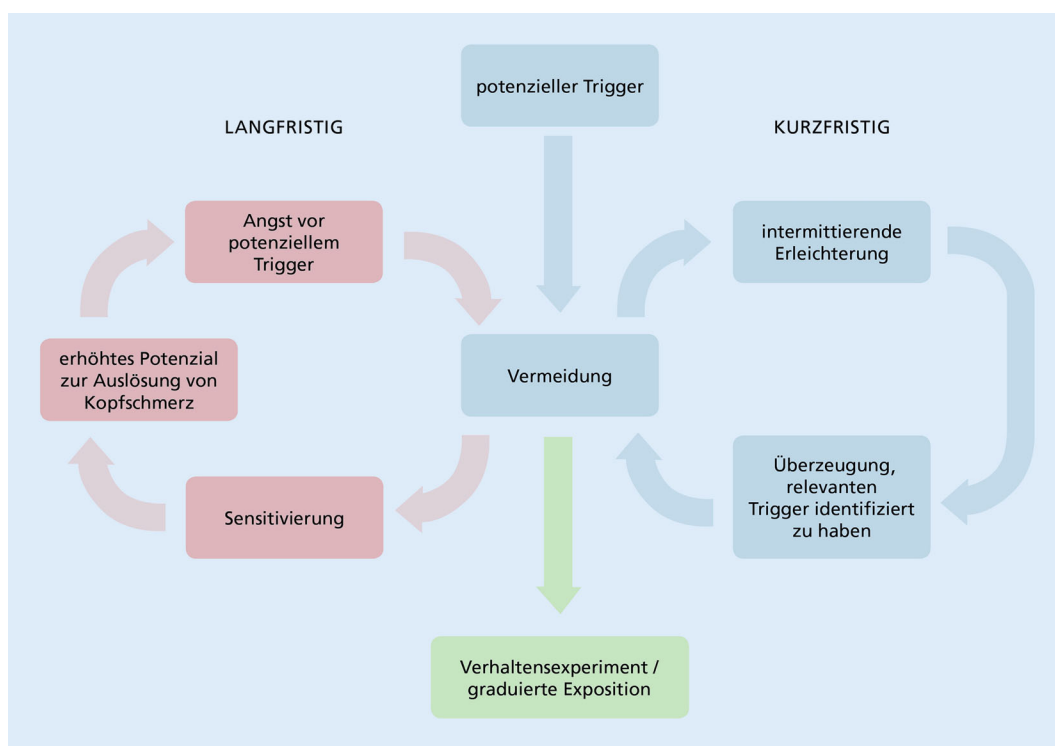 potenzieller Trigger
LANGFRISTIG
KURZFRISTIG
Angst vor
potenziellem
Trigger
intermittierende
Erleichterung
erhöhtes Potenzial
zur Auslösung von
Kopfschmerz
Vermeidung
Sensitivierung
Überzeugung,
relevanten
Trigger identifiziert
zu haben
Verhaltensexperiment /
graduierte Exposition